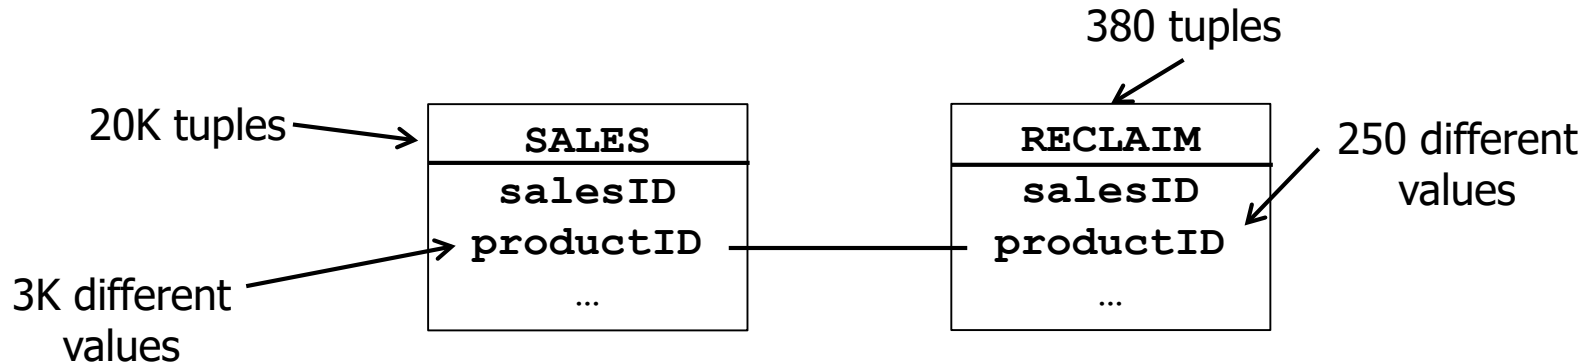 380 tuples
20K tuples
SALES
RECLAIM
250 different
values
salesID
salesID
productID
productID
3K different
values
...
...